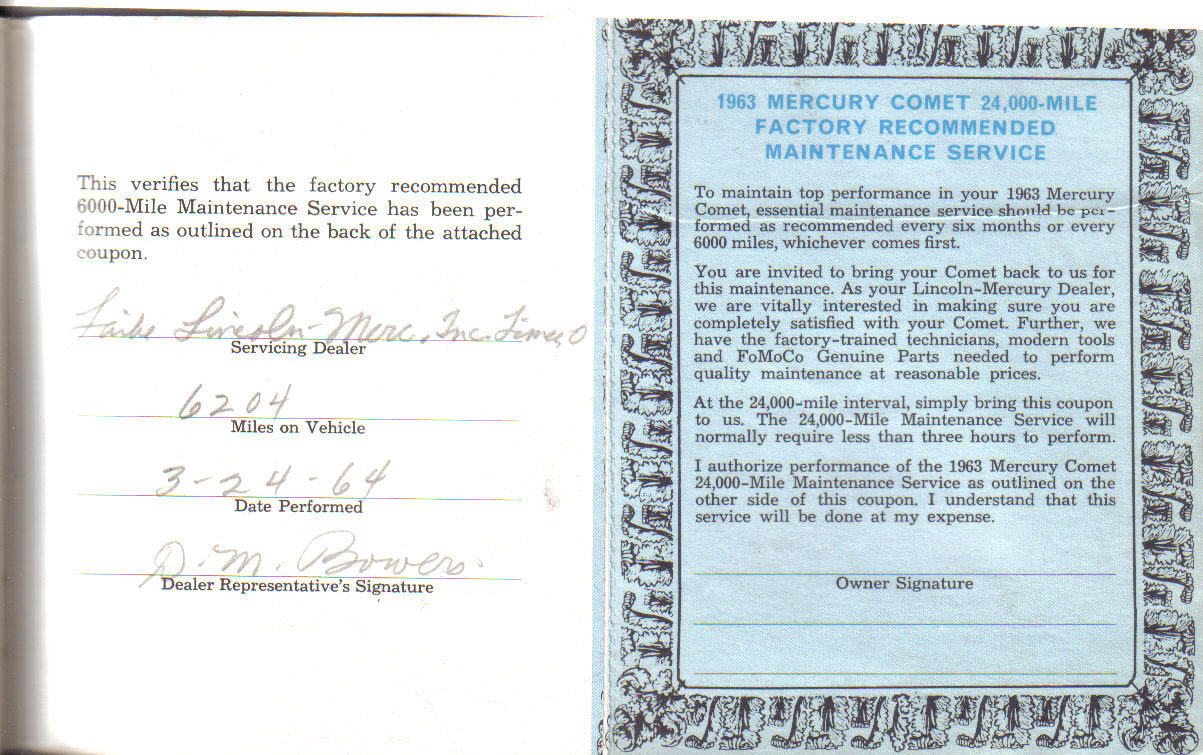 This verifies that the factory recommended
6000-Mile Maintenance Service has been per-
formed as outlined on the back of the attached
coupon.
Lincoln-Merc, Inc.
Servicing Dealer
6204
Miles on Vehicle
3-24-64
Date Performed
D. M. Bowers
Dealer Representative's Signature
1963 MERCURY COMET 24,000-MILE
FACTORY RECOMMENDED
MAINTENANCE SERVICE
To maintain top performance in your 1963 Mercury
Comet, essential maintenance service should be per-
formed as recommended every six months or every
6000 miles, whichever comes first.
You are invited to bring your Comet back to us for
this maintenance. As your Lincoln-Mercury Dealer,
we are vitally interested in making sure you are
completely satisfied with your Comet. Further, we
have the factory-trained technicians, modern tools
and FoMoCo Genuine Parts needed to perform
quality maintenance at reasonable prices.
At the 24,000-mile interval, simply bring this coupon
to us. The 24,000-Mile Maintenance Service will
normally require less than three hours to perform.
I authorize performance of the 1963 Mercury Comet
24,000-Mile Maintenance Service as outlined on the
other side of this coupon. I understand that this
service will be done at my expense.
Owner Signature